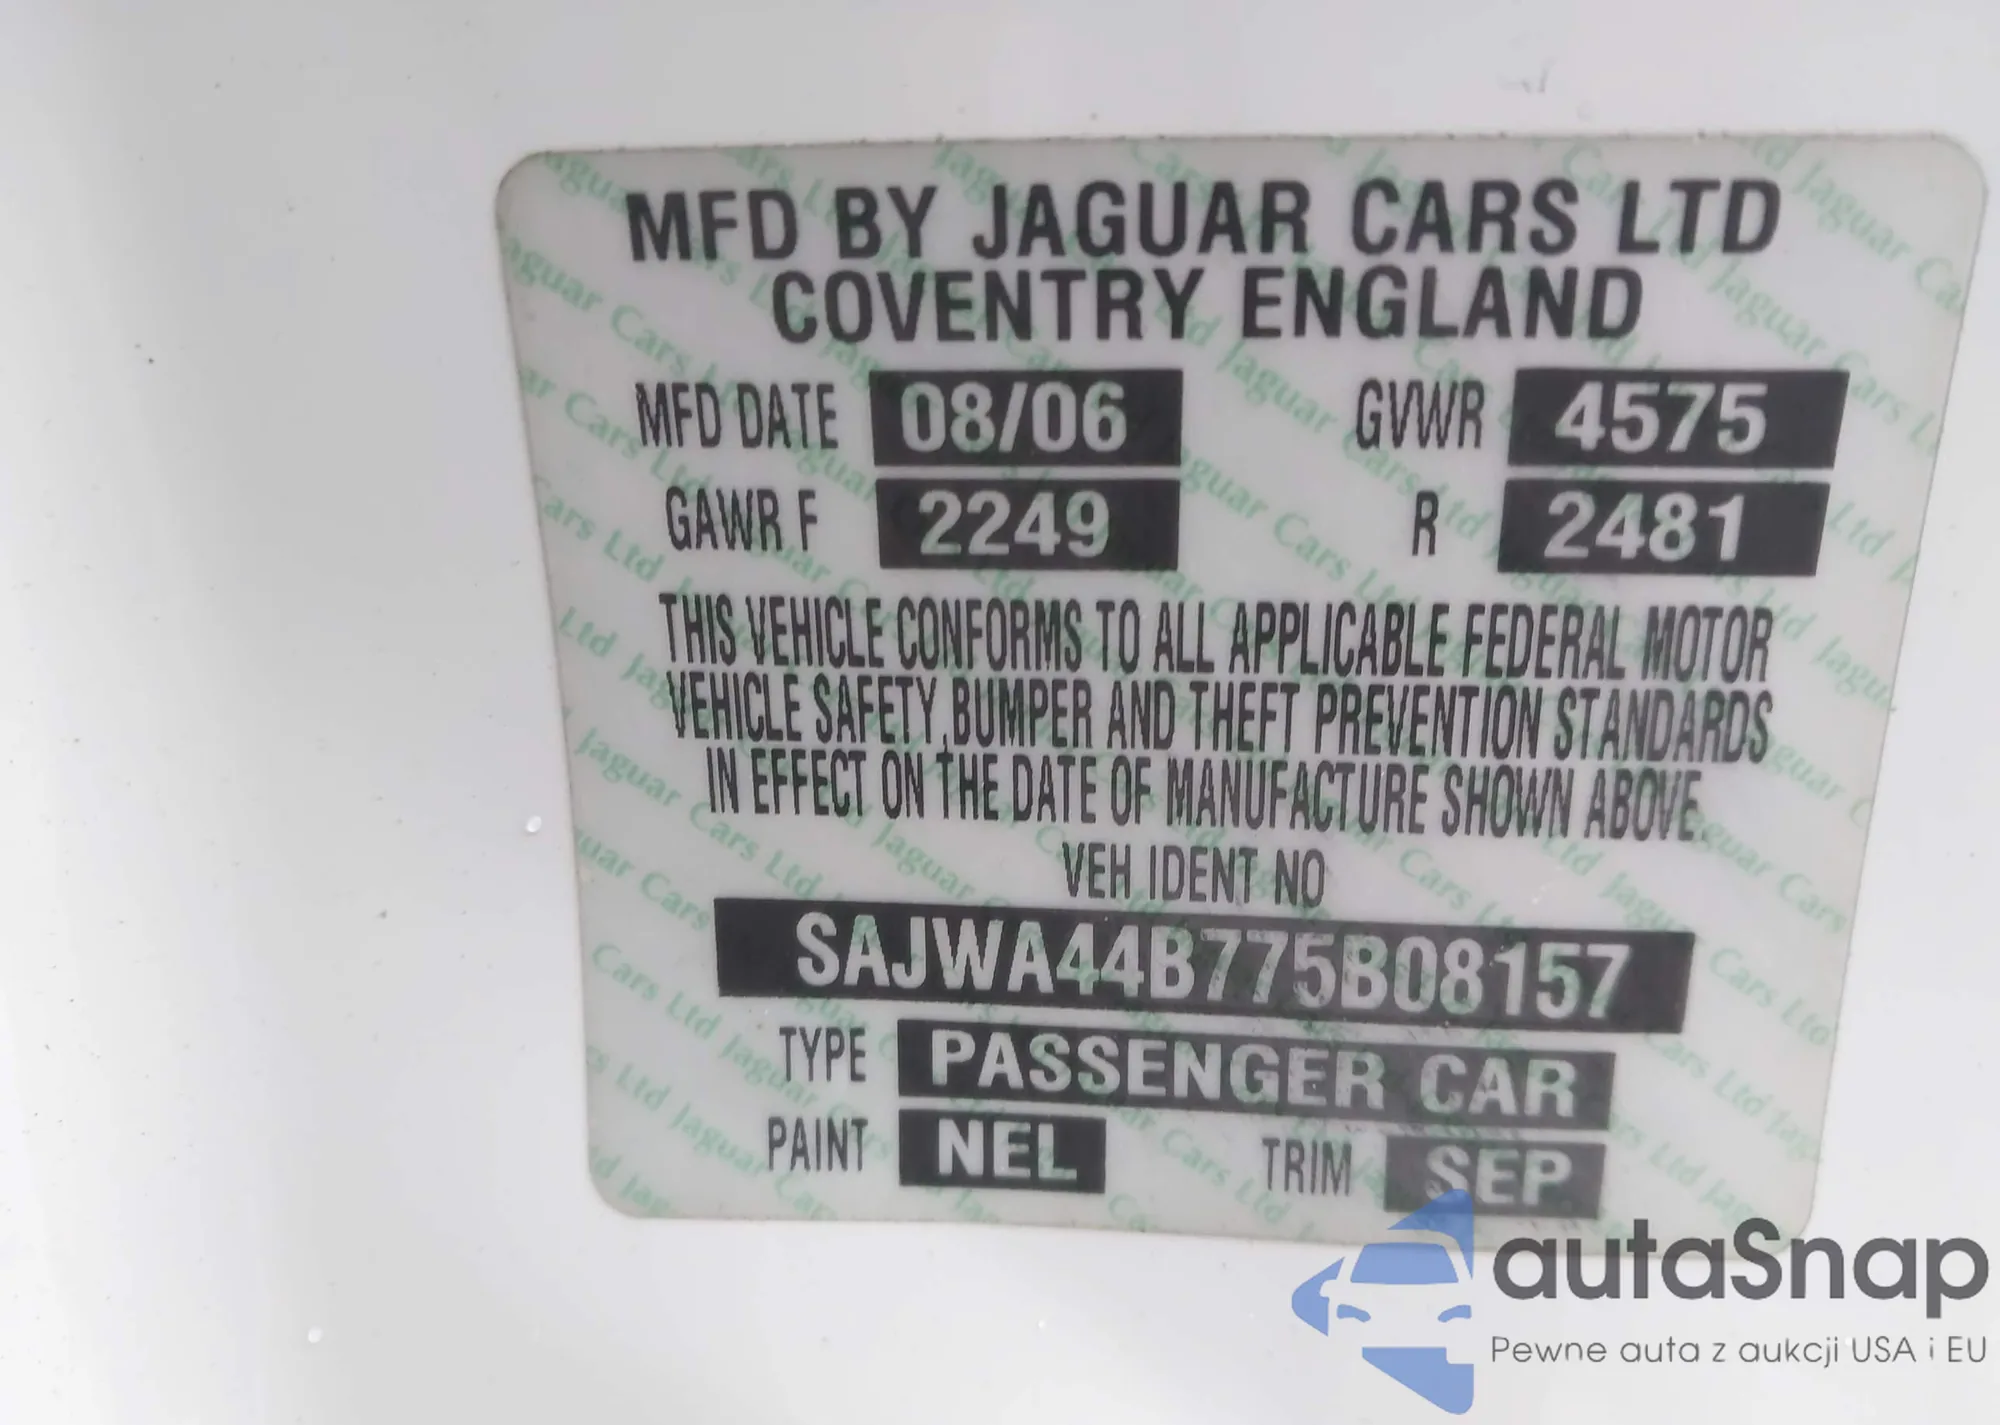 MFD BY JAGUAR CARS LTD
COVENTRY ENGLAND
MFD DATE 08/06 GVWR 4575
GAWR F 2249 R 2481
THIS VEHICLE CONFORMS TO ALL APPLICABLE FEDERAL MOTOR
VEHICLE SAFETY,BUMPER AND THEFT PREVENTION STANDARDS
IN EFFECT ON THE DATE OF MANUFACTURE SHOWN ABOVE.
VEH IDENT NO
SAJWA44B775B08157
TYPE PASSENGER CAR
PAINT NEL TRIM SEP
autoSnap
Pewne auta z aukcji USA i EU